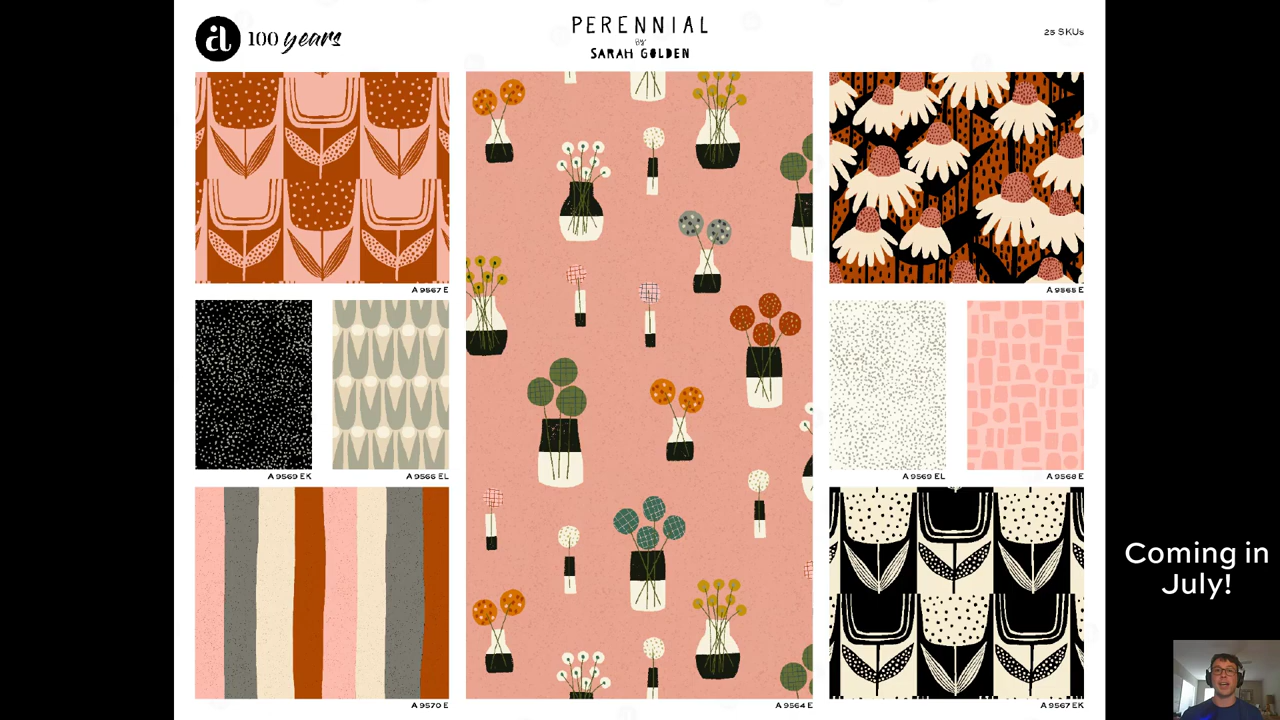 100 years
PERENNIAL
BY
SARAH GOLDEN
25 SKUs
A 9567 E
A 9565 E
A 9569 EK
A 9566 EL
A 9569 EL
A 9568 E
A 9570 E
A 9564 E
A 9567 EK
Coming in
July!